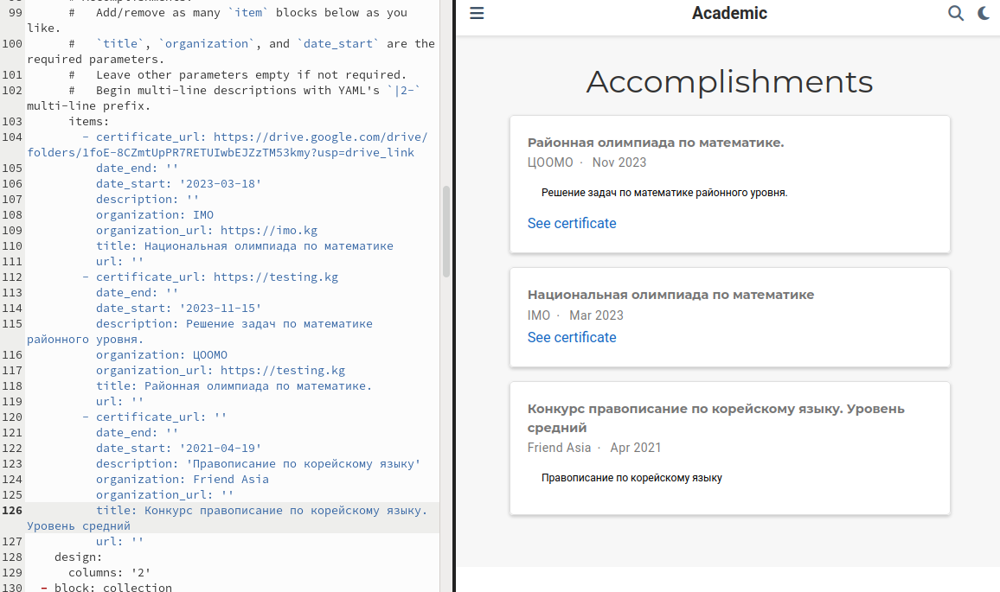 99 # Add/remove as many `item` blocks below as you
like.
100 # `title`, `organization`, and `date_start` are the
required parameters.
101 # Leave other parameters empty if not required.
102 # Begin multi-line descriptions with YAML's `|2-`
multi-line prefix.
103 items:
104 - certificate_url: https://drive.google.com/drive/
folders/1foE-8CZmtUpPR7RETUIwbEJZzTM53kmy?usp=drive_link
105 date_end: ''
106 date_start: '2023-03-18'
107 description: ''
108 organization: IMO
109 organization_url: https://imo.kg
110 title: Национальная олимпиада по математике
111 url: ''
112 - certificate_url: https://testing.kg
113 date_end: ''
114 date_start: '2023-11-15'
115 description: Решение задач по математике
районного уровня.
116 organization: ЦООМО
117 organization_url: https://testing.kg
118 title: Районная олимпиада по математике.
119 url: ''
120 - certificate_url: ''
121 date_end: ''
122 date_start: '2021-04-19'
123 description: 'Правописание по корейскому языку'
124 organization: Friend Asia
125 organization_url: ''
126 title: Конкурс правописание по корейскому языку.
Уровень средний
127 url: ''
128 design:
129 columns: '2'
130 - block: collection
Academic
Accomplishments
Районная олимпиада по математике.
ЦООМО · Nov 2023
Решение задач по математике районного уровня.
See certificate
Национальная олимпиада по математике
IMO · Mar 2023
See certificate
Конкурс правописание по корейскому языку. Уровень
средний
Friend Asia · Apr 2021
Правописание по корейскому языку